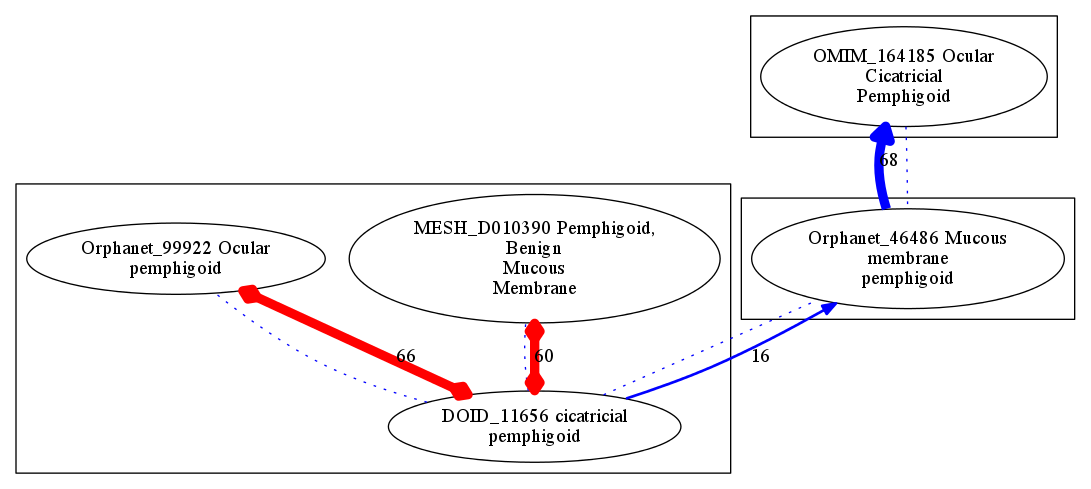 OMIM_164185 Ocular
Cicatricial
Pemphigoid
68
Orphanet_99922 Ocular
pemphigoid
MESH_D010390 Pemphigoid,
Benign
Mucous
Membrane
Orphanet_46486 Mucous
membrane
pemphigoid
66
60
16
DOID_11656 cicatricial
pemphigoid